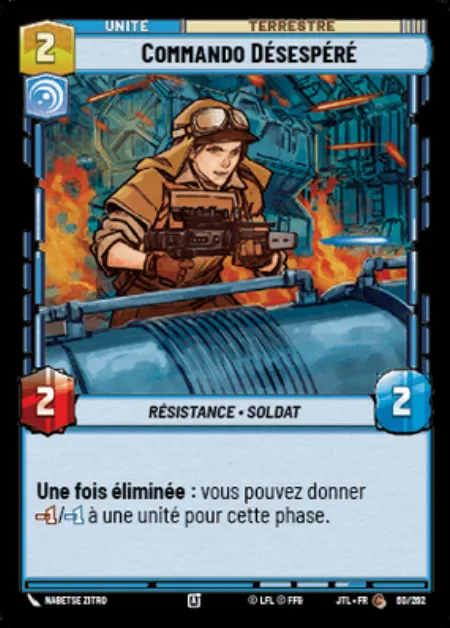 UNITÉ
TERRESTRE
2
COMMANDO DÉSESPÉRÉ
2
2
RÉSISTANCE • SOLDAT
Une fois éliminée : vous pouvez donner
-1/-1 à une unité pour cette phase.
NABETSE ZITRO
© LFL © FFG
JTL • FR
60/262